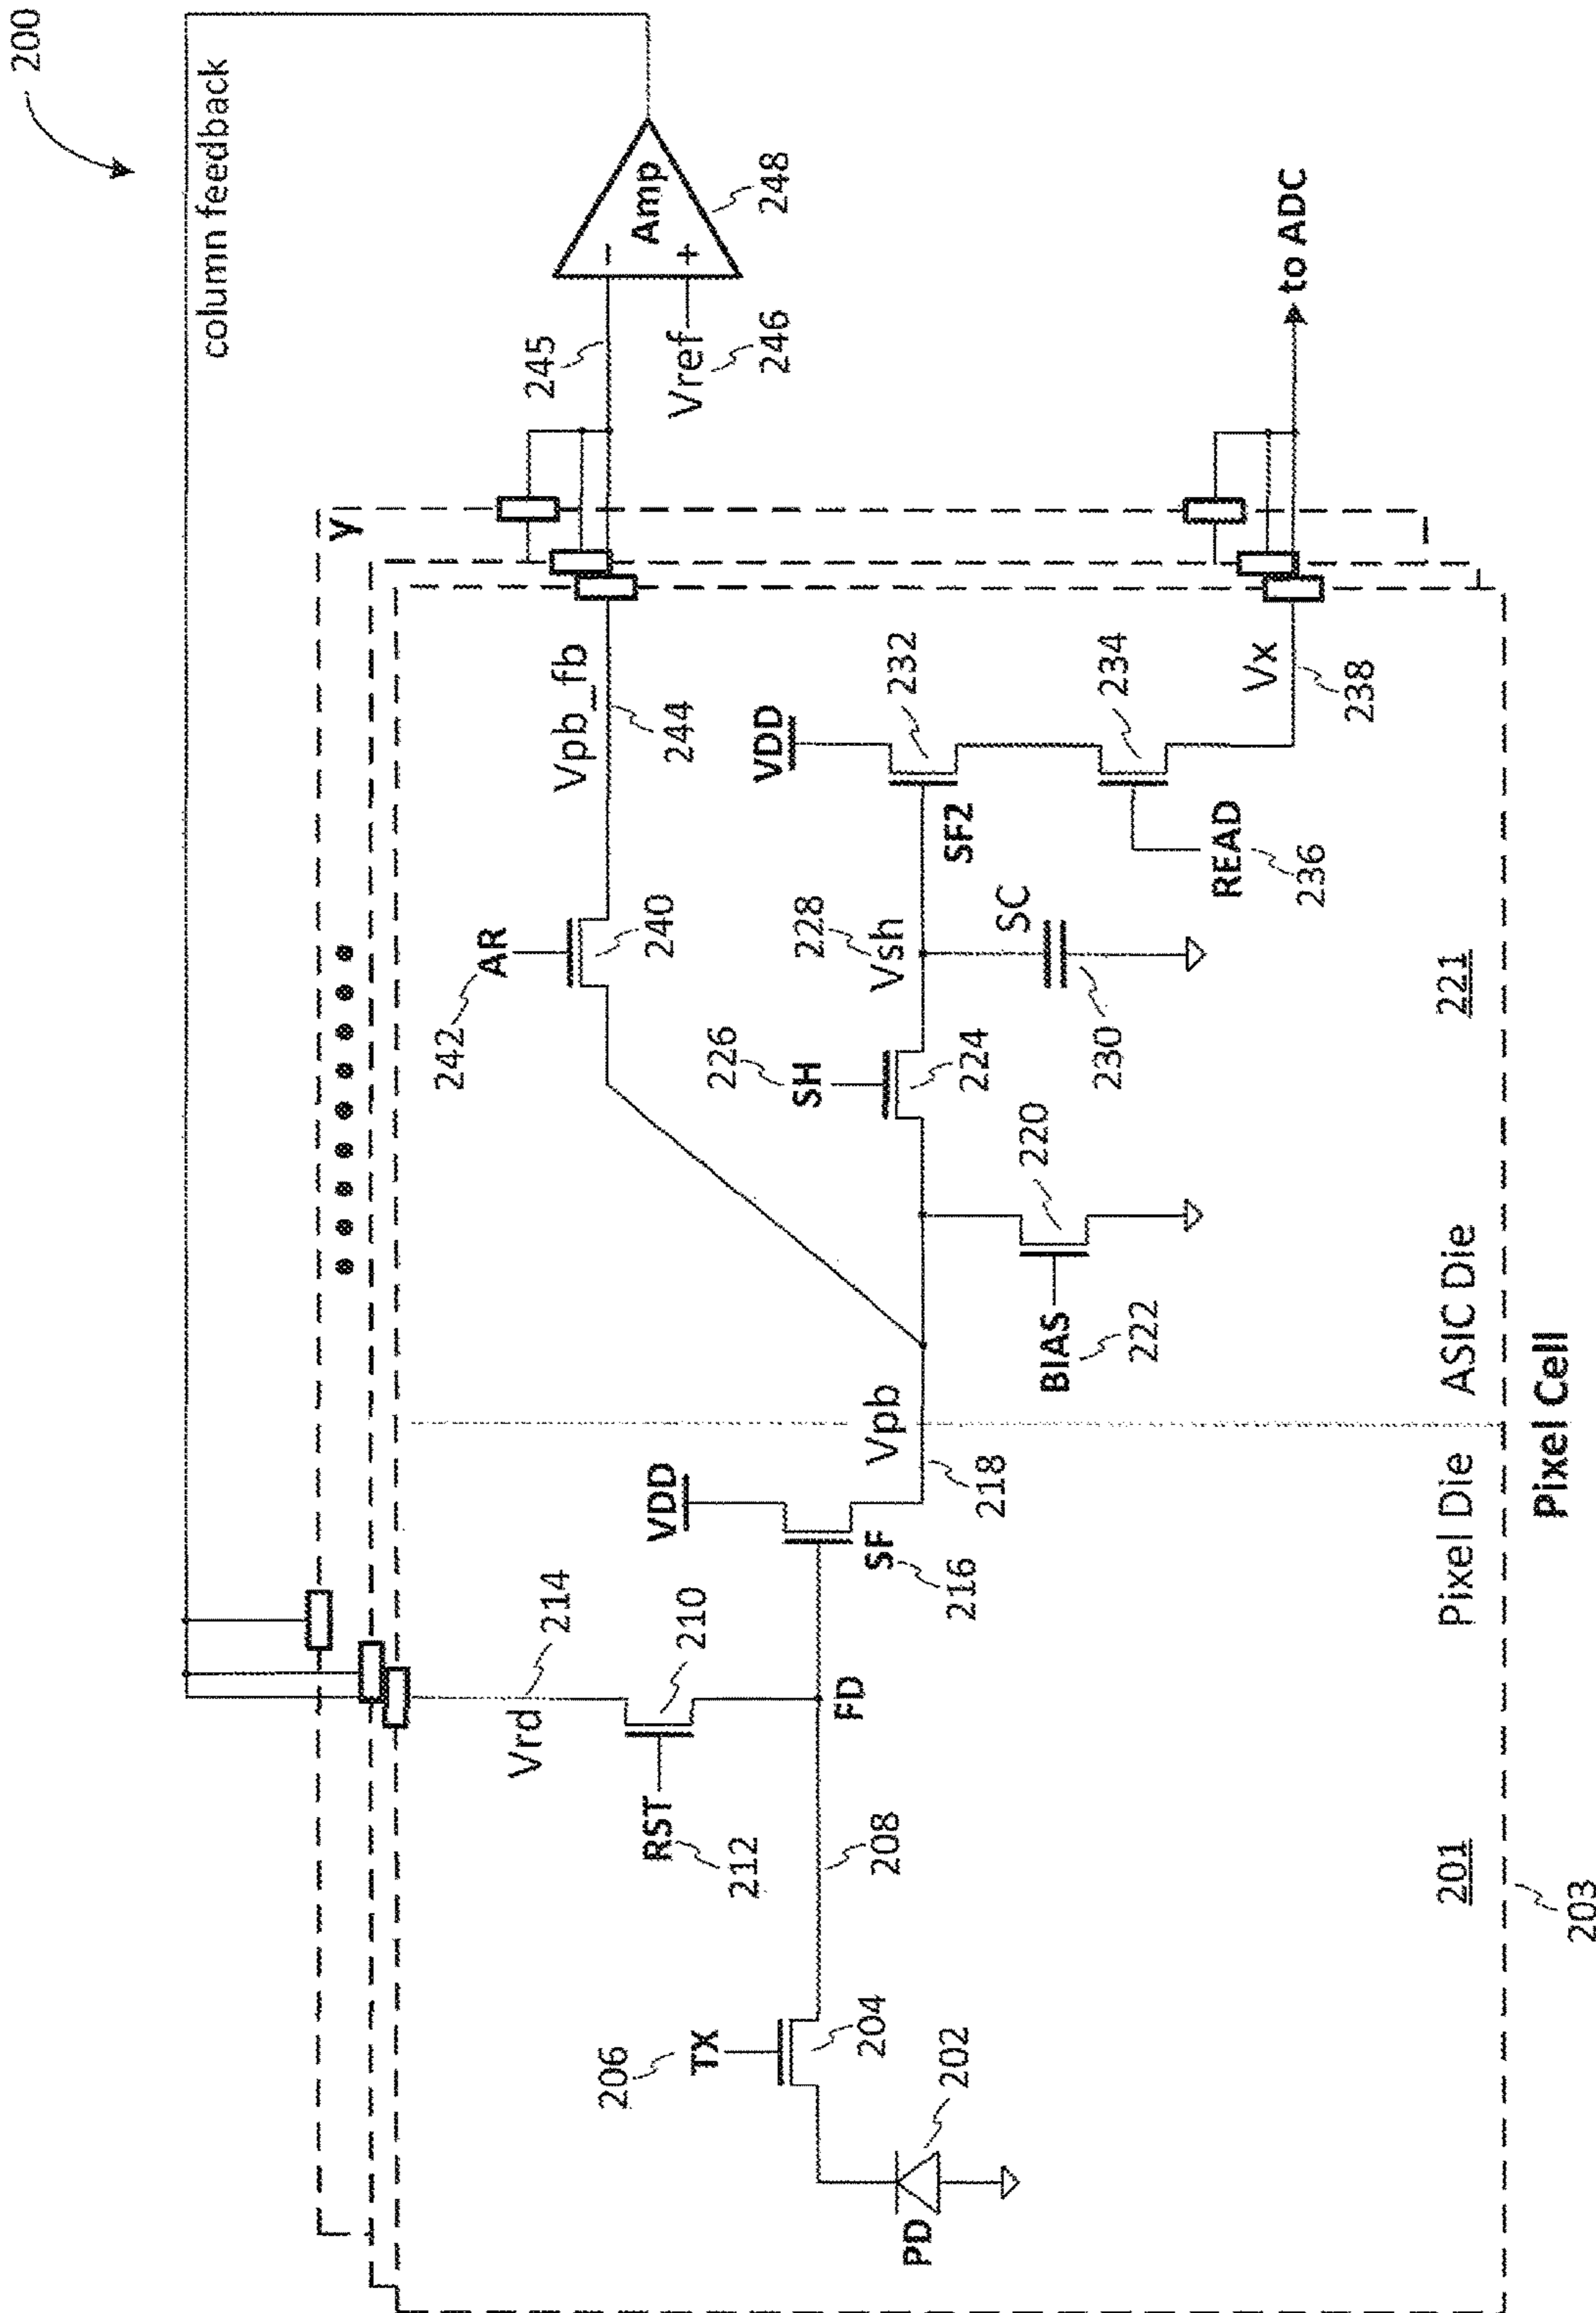 200
column feedback
Y
245
Amp
−
+
248
Vref
246
to ADC
Vpb_fb
244
AR
242
240
VDD
232
SF2
234
READ
236
Vx
238
Vsh
228
SC
230
SH
226
224
220
BIAS
222
221
ASIC Die
Vpb
218
VDD
SF
216
Vrd
214
210
RST
212
FD
208
TX
206
204
202
PD
Pixel Die
201
203
Pixel Cell